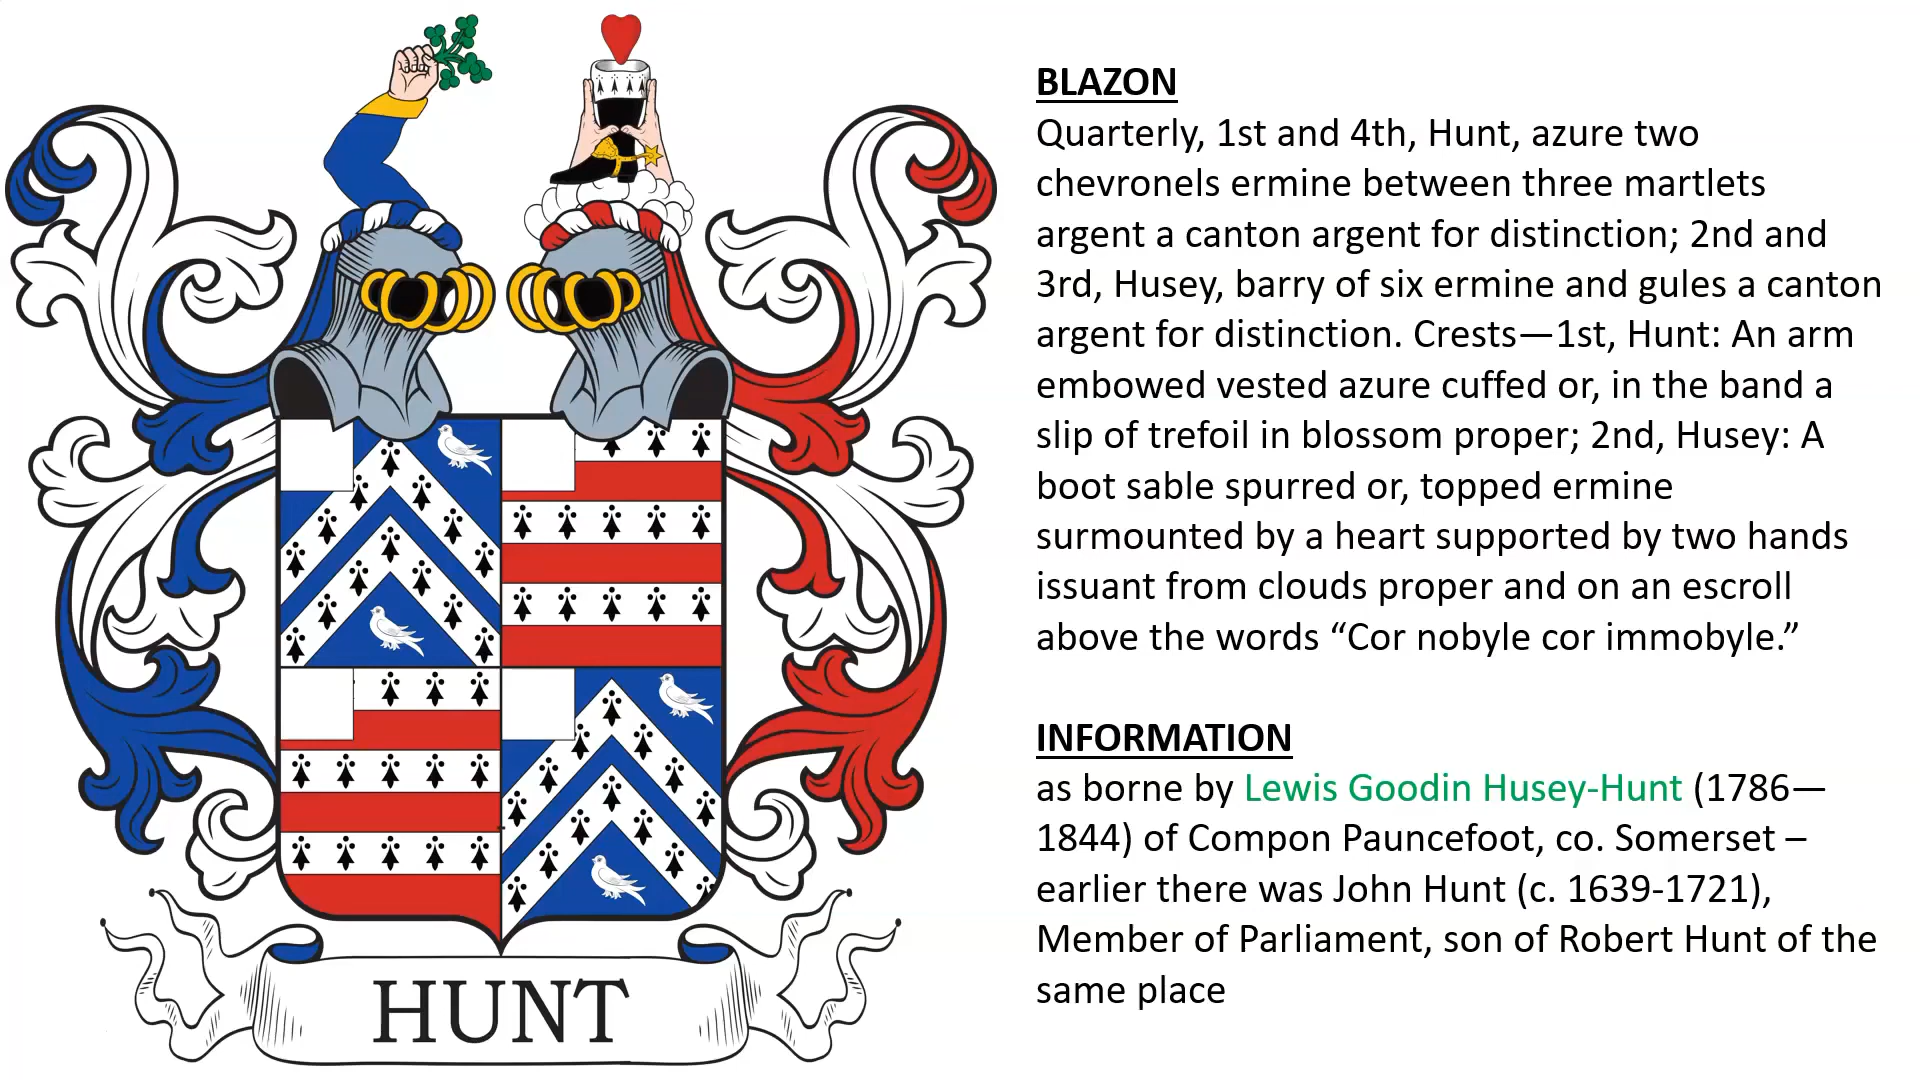 BLAZON
Quarterly, 1st and 4th, Hunt, azure two
chevronels ermine between three martlets
argent a canton argent for distinction; 2nd and
3rd, Husey, barry of six ermine and gules a canton
argent for distinction. Crests—1st, Hunt: An arm
embowed vested azure cuffed or, in the band a
slip of trefoil in blossom proper; 2nd, Husey: A
boot sable spurred or, topped ermine
surmounted by a heart supported by two hands
issuant from clouds proper and on an escroll
above the words “Cor nobyle cor immobyle.”
INFORMATION
as borne by Lewis Goodin Husey-Hunt (1786—
1844) of Compon Pauncefoot, co. Somerset –
earlier there was John Hunt (c. 1639-1721),
Member of Parliament, son of Robert Hunt of the
same place
HUNT